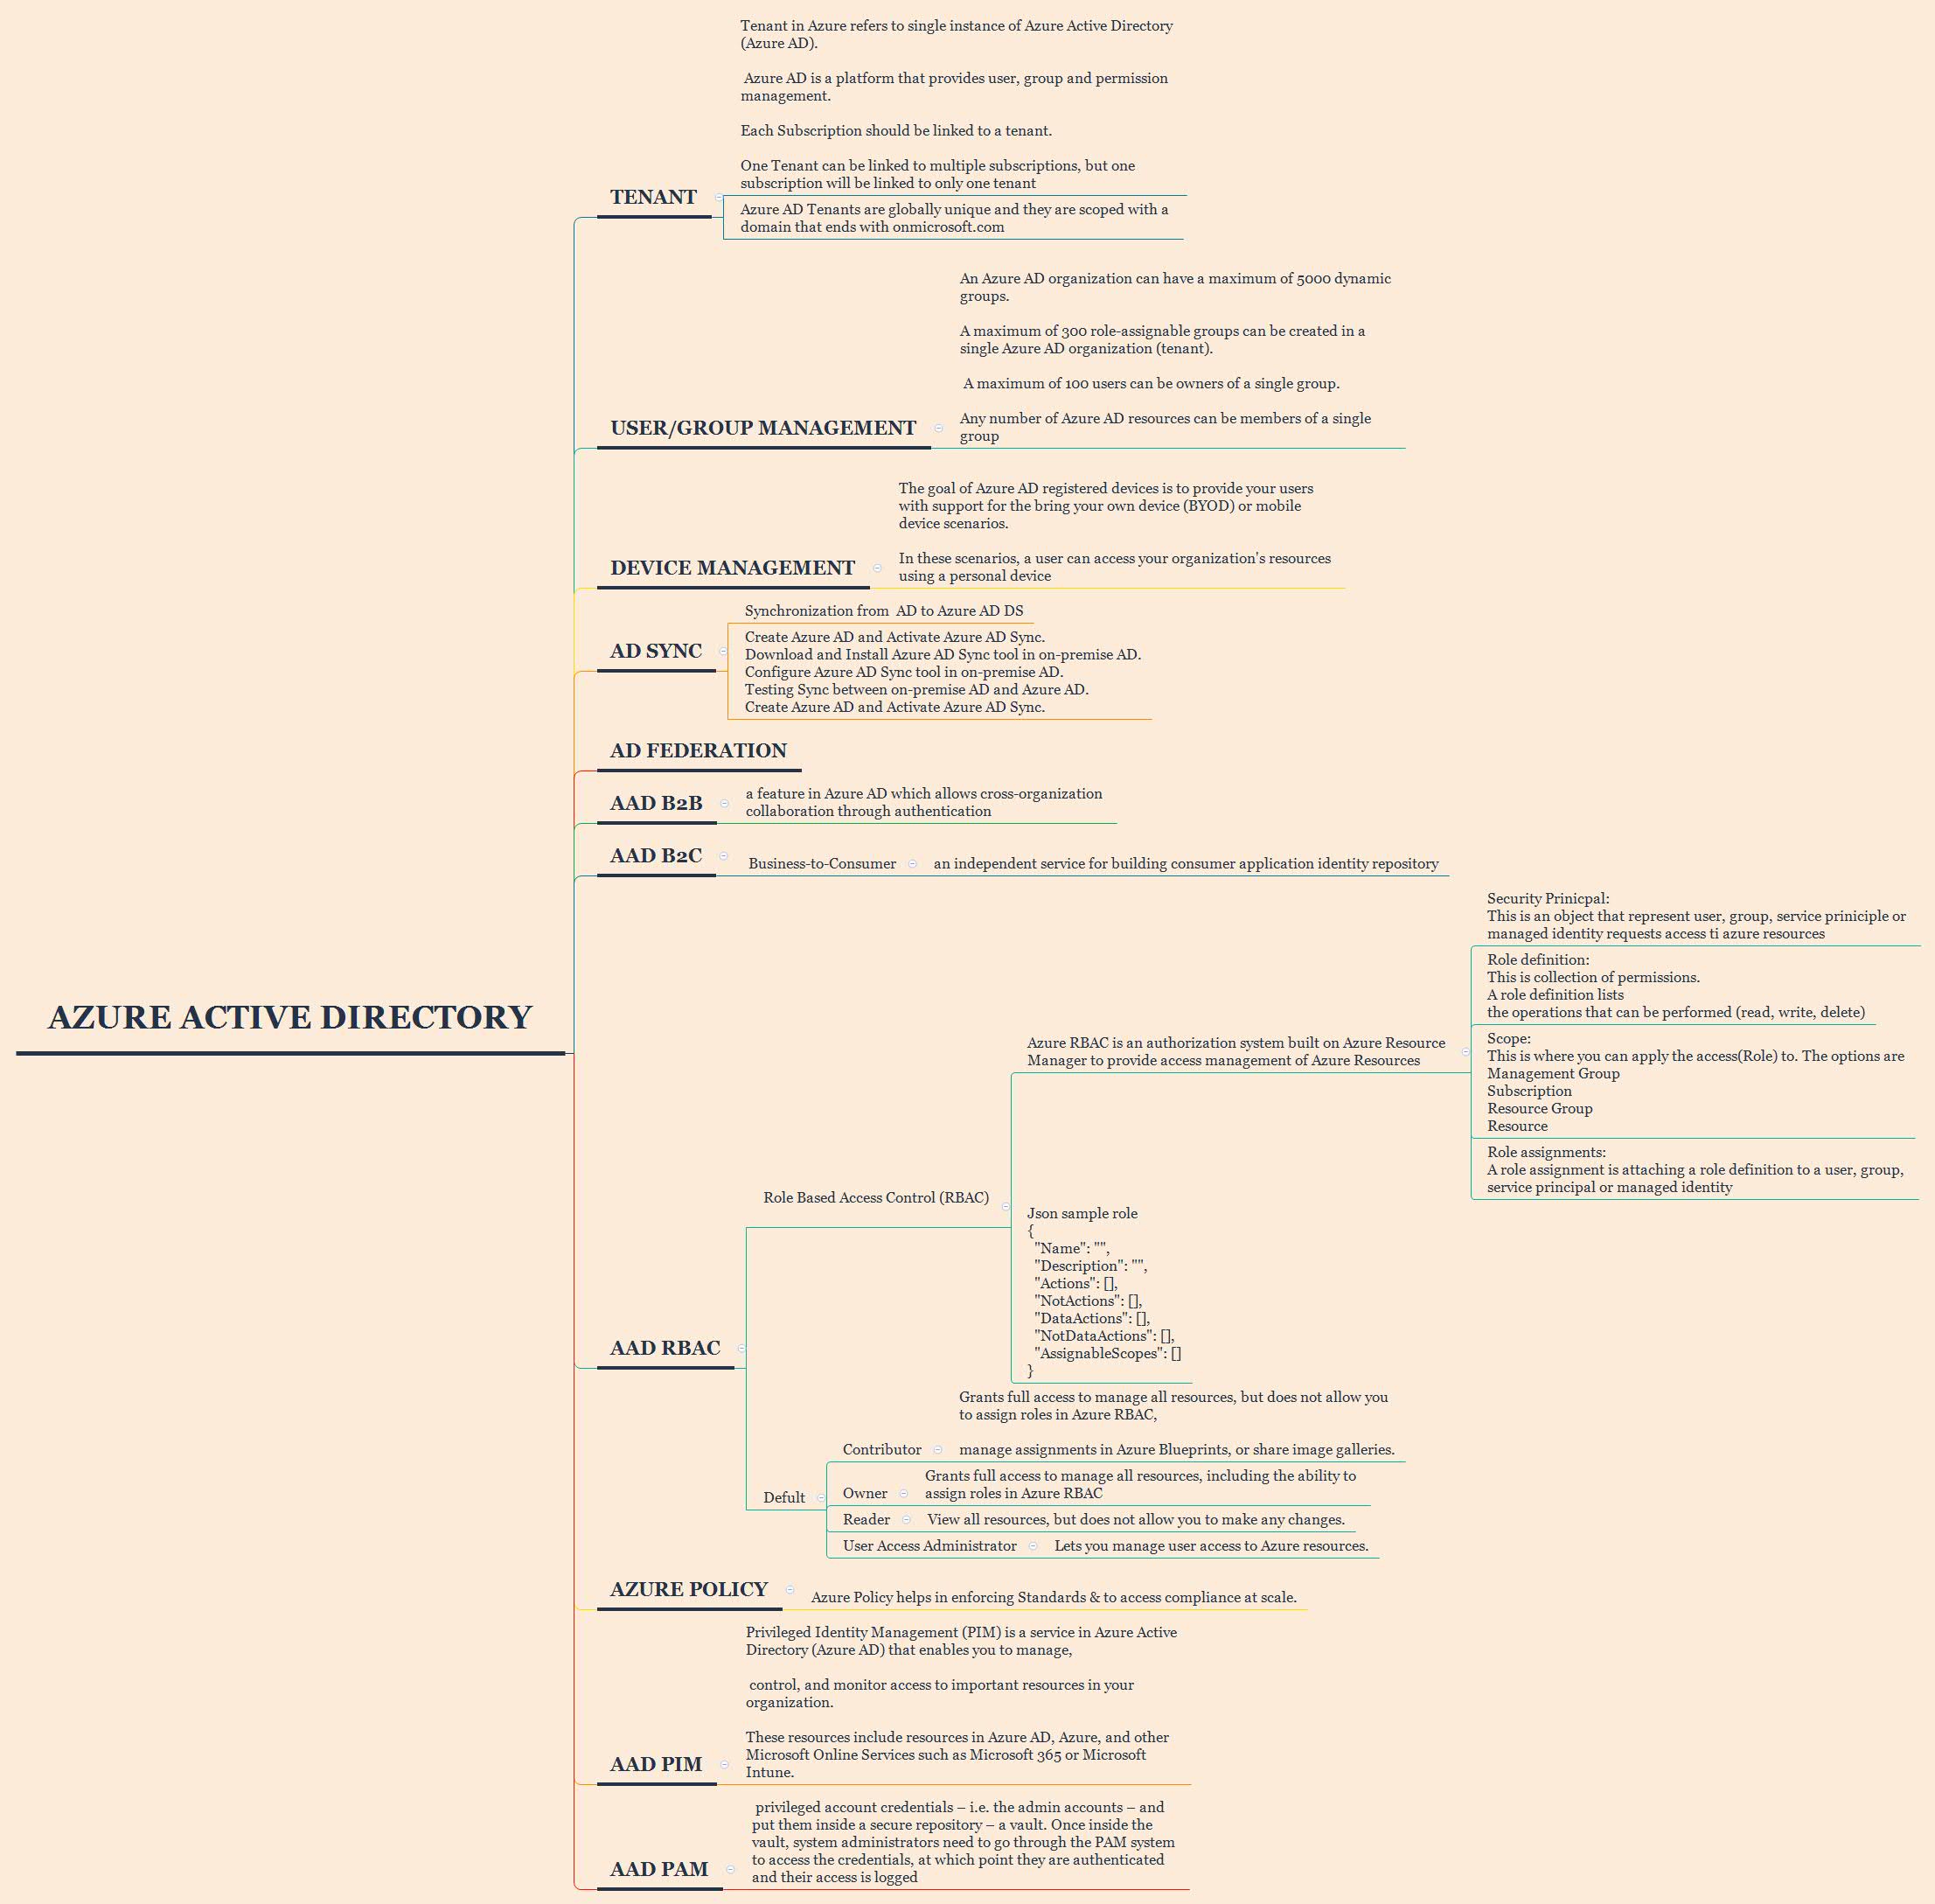 AZURE ACTIVE DIRECTORY
TENANT
Tenant in Azure refers to single instance of Azure Active Directory
(Azure AD).
Azure AD is a platform that provides user, group and permission
management.
Each Subscription should be linked to a tenant.
One Tenant can be linked to multiple subscriptions, but one
subscription will be linked to only one tenant
Azure AD Tenants are globally unique and they are scoped with a
domain that ends with onmicrosoft.com
USER/GROUP MANAGEMENT
An Azure AD organization can have a maximum of 5000 dynamic
groups.
A maximum of 300 role-assignable groups can be created in a
single Azure AD organization (tenant).
A maximum of 100 users can be owners of a single group.
Any number of Azure AD resources can be members of a single
group
DEVICE MANAGEMENT
The goal of Azure AD registered devices is to provide your users
with support for the bring your own device (BYOD) or mobile
device scenarios.
In these scenarios, a user can access your organization's resources
using a personal device
AD SYNC
Synchronization from  AD to Azure AD DS
Create Azure AD and Activate Azure AD Sync.
Download and Install Azure AD Sync tool in on-premise AD.
Configure Azure AD Sync tool in on-premise AD.
Testing Sync between on-premise AD and Azure AD.
Create Azure AD and Activate Azure AD Sync.
AD FEDERATION
AAD B2B
a feature in Azure AD which allows cross-organization
collaboration through authentication
AAD B2C
Business-to-Consumer
an independent service for building consumer application identity repository
AAD RBAC
Role Based Access Control (RBAC)
Azure RBAC is an authorization system built on Azure Resource
Manager to provide access management of Azure Resources
Security Prinicpal:
This is an object that represent user, group, service priniciple or
managed identity requests access ti azure resources
Role definition:
This is collection of permissions.
A role definition lists
the operations that can be performed (read, write, delete)
Scope:
This is where you can apply the access(Role) to. The options are
Management Group
Subscription
Resource Group
Resource
Role assignments:
A role assignment is attaching a role definition to a user, group,
service principal or managed identity
Json sample role
{
"Name": "",
"Description": "",
"Actions": [],
"NotActions": [],
"DataActions": [],
"NotDataActions": [],
"AssignableScopes": []
}
Defult
Contributor
Grants full access to manage all resources, but does not allow you
to assign roles in Azure RBAC,
manage assignments in Azure Blueprints, or share image galleries.
Owner
Grants full access to manage all resources, including the ability to
assign roles in Azure RBAC
Reader
View all resources, but does not allow you to make any changes.
User Access Administrator
Lets you manage user access to Azure resources.
AZURE POLICY
Azure Policy helps in enforcing Standards & to access compliance at scale.
AAD PIM
Privileged Identity Management (PIM) is a service in Azure Active
Directory (Azure AD) that enables you to manage,
control, and monitor access to important resources in your
organization.
These resources include resources in Azure AD, Azure, and other
Microsoft Online Services such as Microsoft 365 or Microsoft
Intune.
AAD PAM
privileged account credentials – i.e. the admin accounts – and
put them inside a secure repository – a vault. Once inside the
vault, system administrators need to go through the PAM system
to access the credentials, at which point they are authenticated
and their access is logged